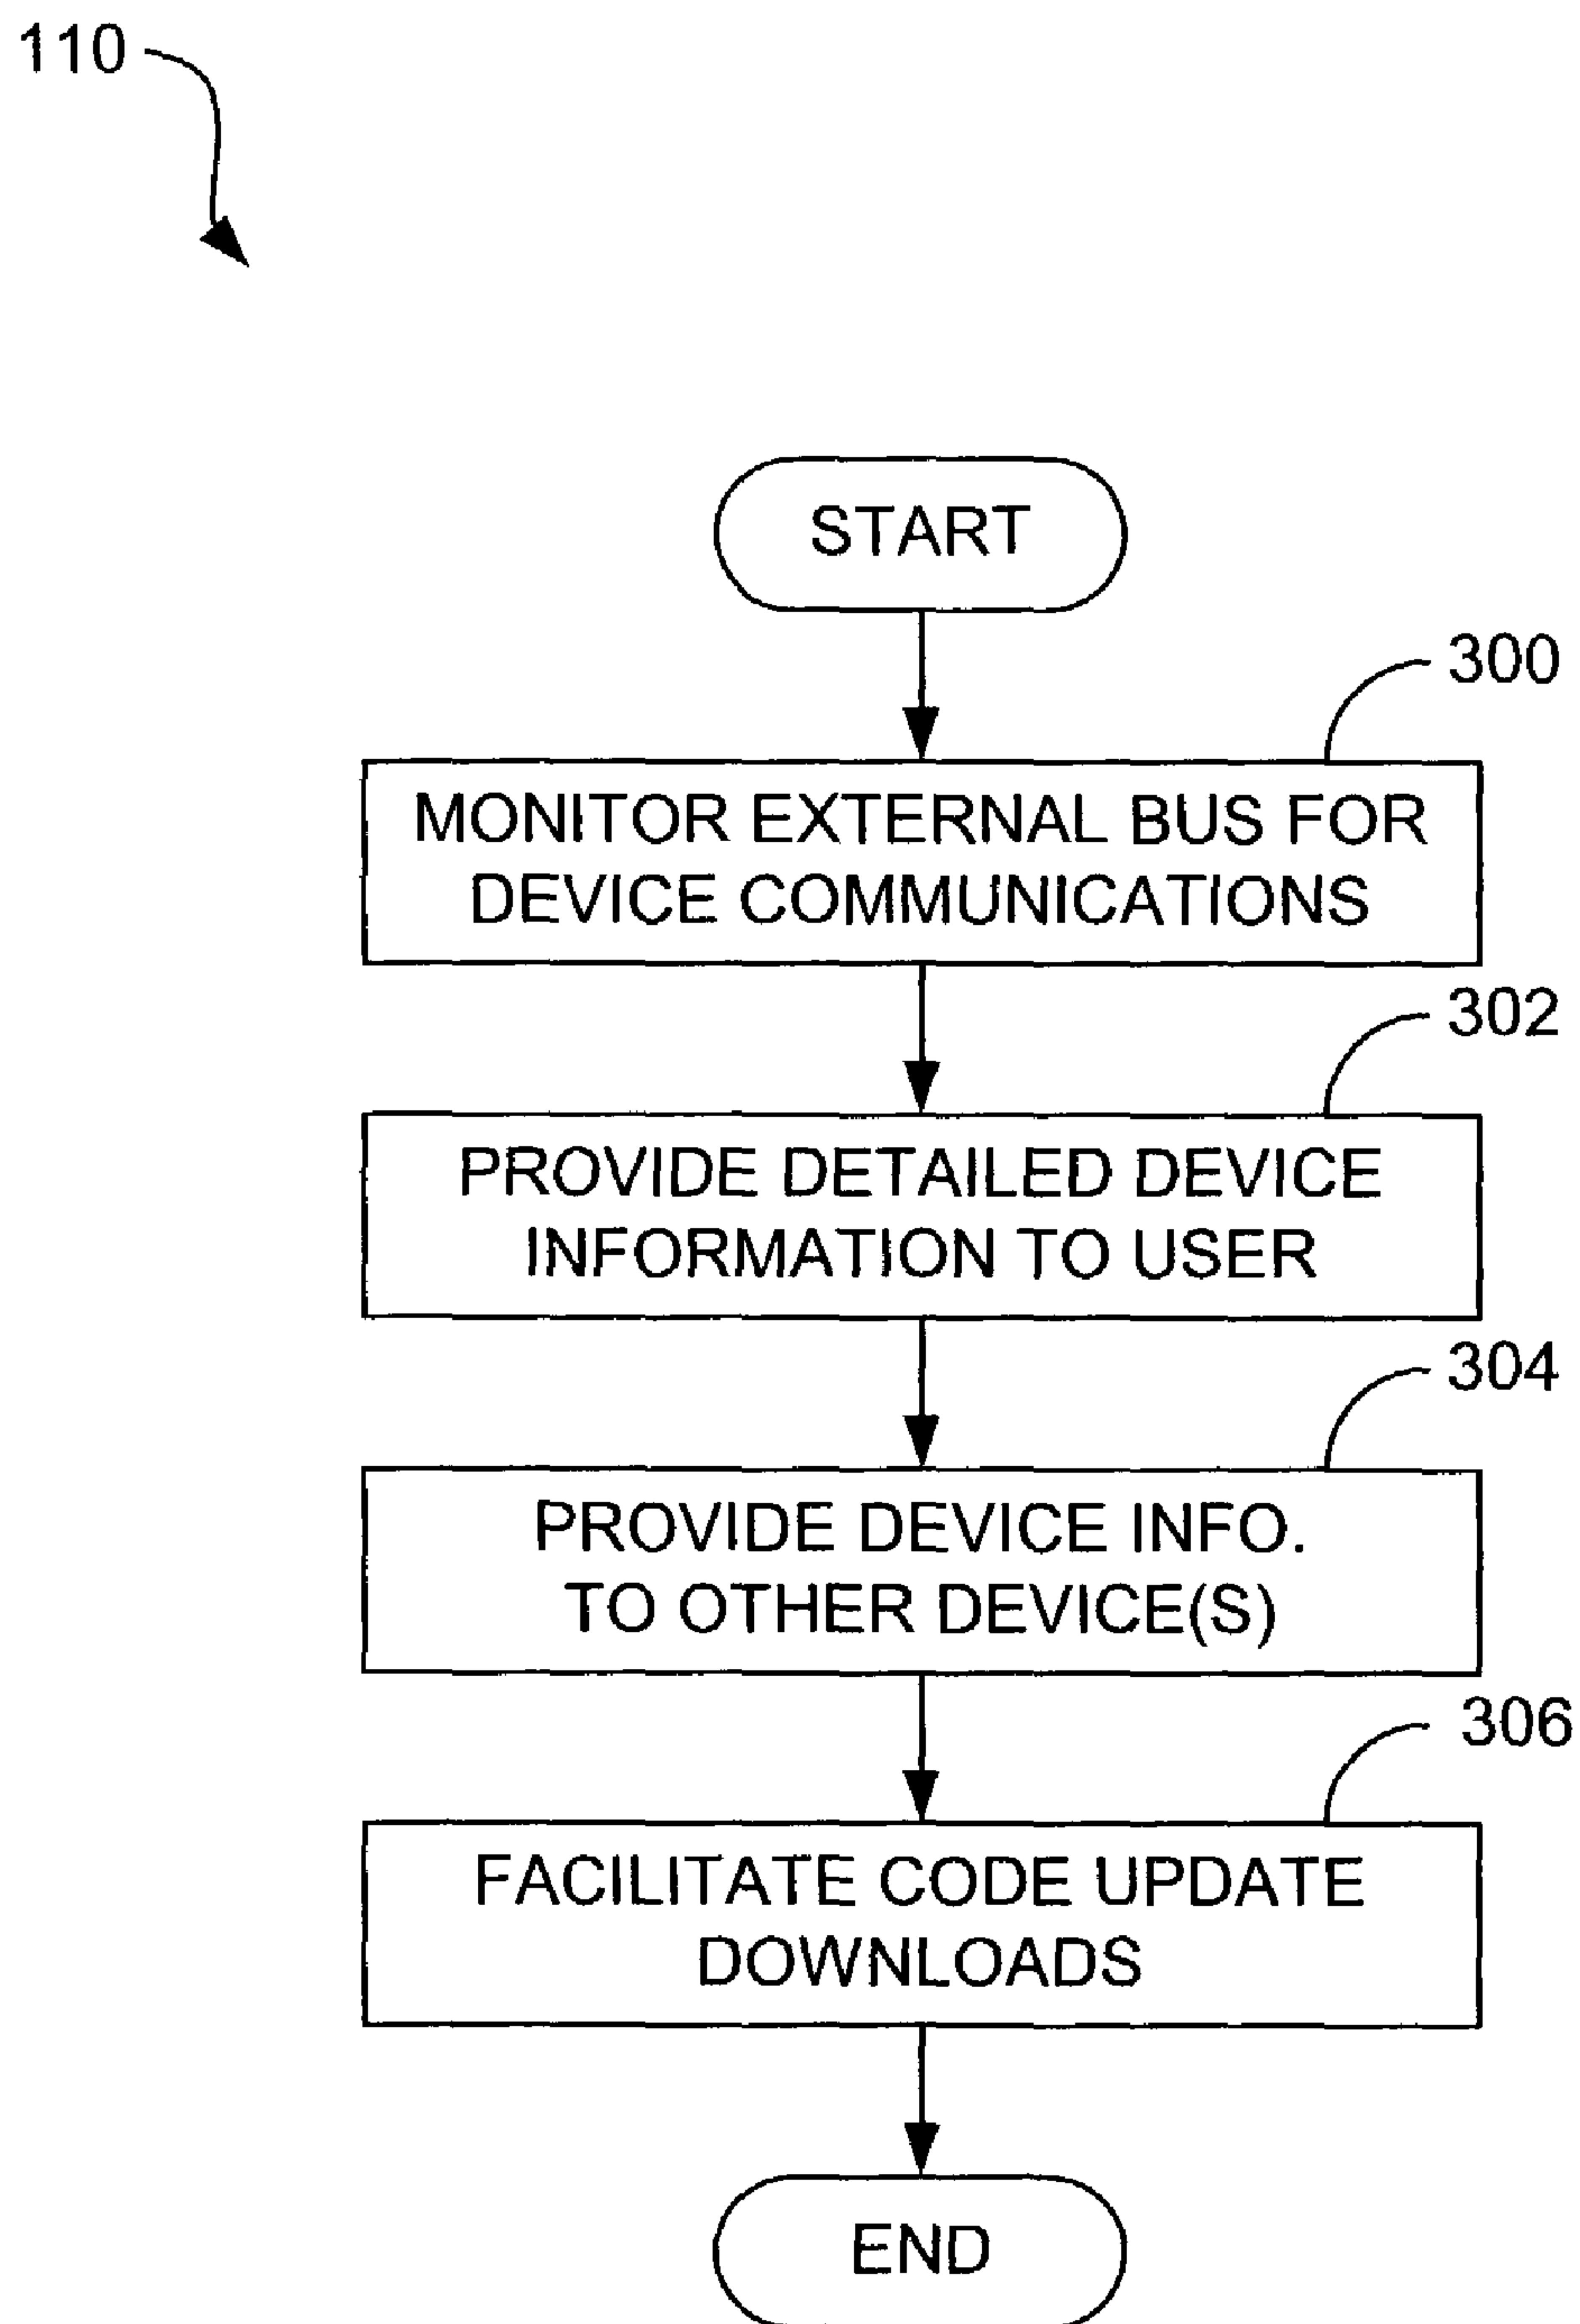 110
START
300
MONITOR EXTERNAL BUS FOR
DEVICE COMMUNICATIONS
302
PROVIDE DETAILED DEVICE
INFORMATION TO USER
304
PROVIDE DEVICE INFO.
TO OTHER DEVICE(S)
306
FACILITATE CODE UPDATE
DOWNLOADS
END